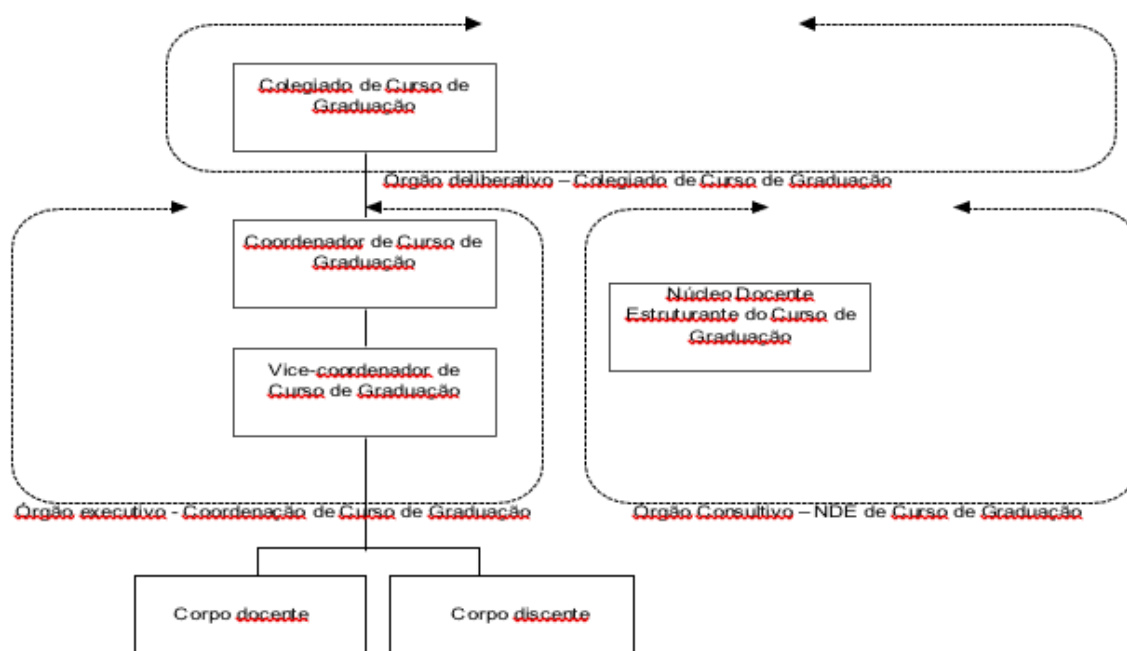 Colegiado de Curso de
Graduação
Órgão deliberativo – Colegiado de Curso de Graduação
Coordenador de Curso de
Graduação
Núcleo Docente
Estruturante do Curso de
Graduação
Vice-coordenador de
Curso de Graduação
Órgão executivo - Coordenação de Curso de Graduação
Órgão Consultivo – NDE de Curso de Graduação
Corpo docente
Corpo discente